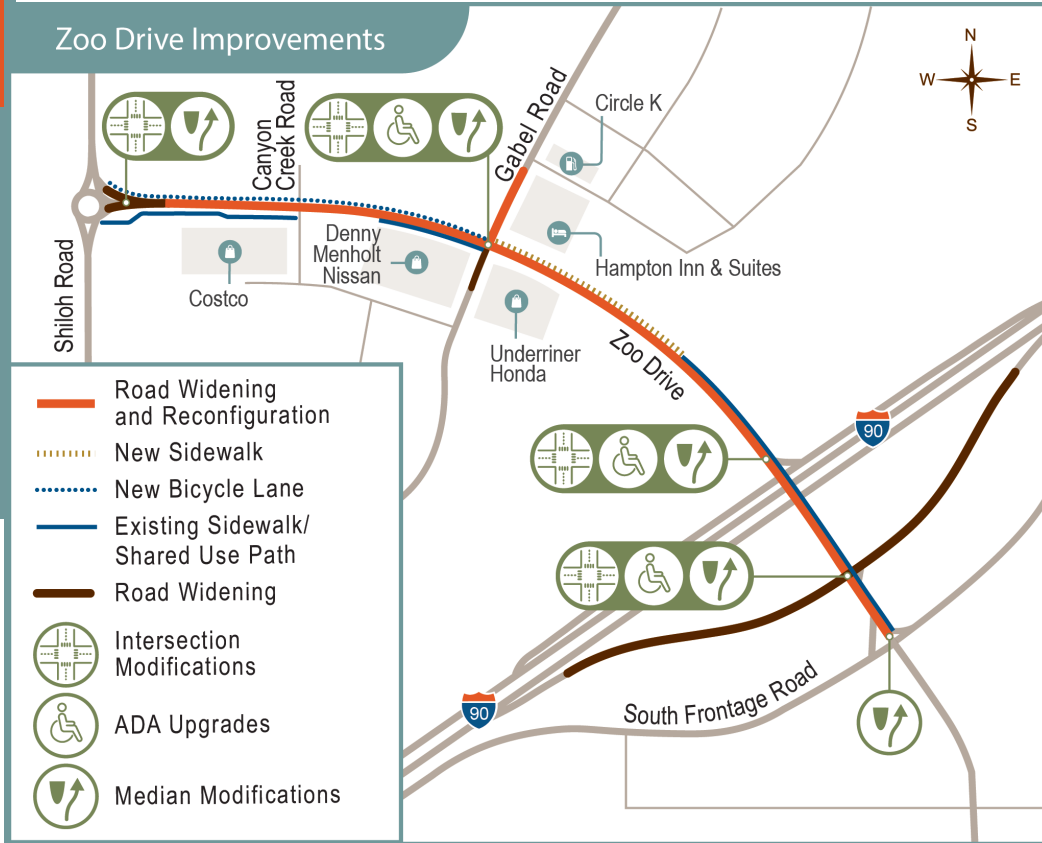 Zoo Drive Improvements
N
W
E
S
Shiloh Road
Canyon
Creek Road
Gabel Road
Circle K
Denny
Menholt
Nissan
Costco
Hampton Inn & Suites
Underriner
Honda
Zoo Drive
90
90
South Frontage Road
Road Widening
and Reconfiguration
New Sidewalk
New Bicycle Lane
Existing Sidewalk/
Shared Use Path
Road Widening
Intersection
Modifications
ADA Upgrades
Median Modifications